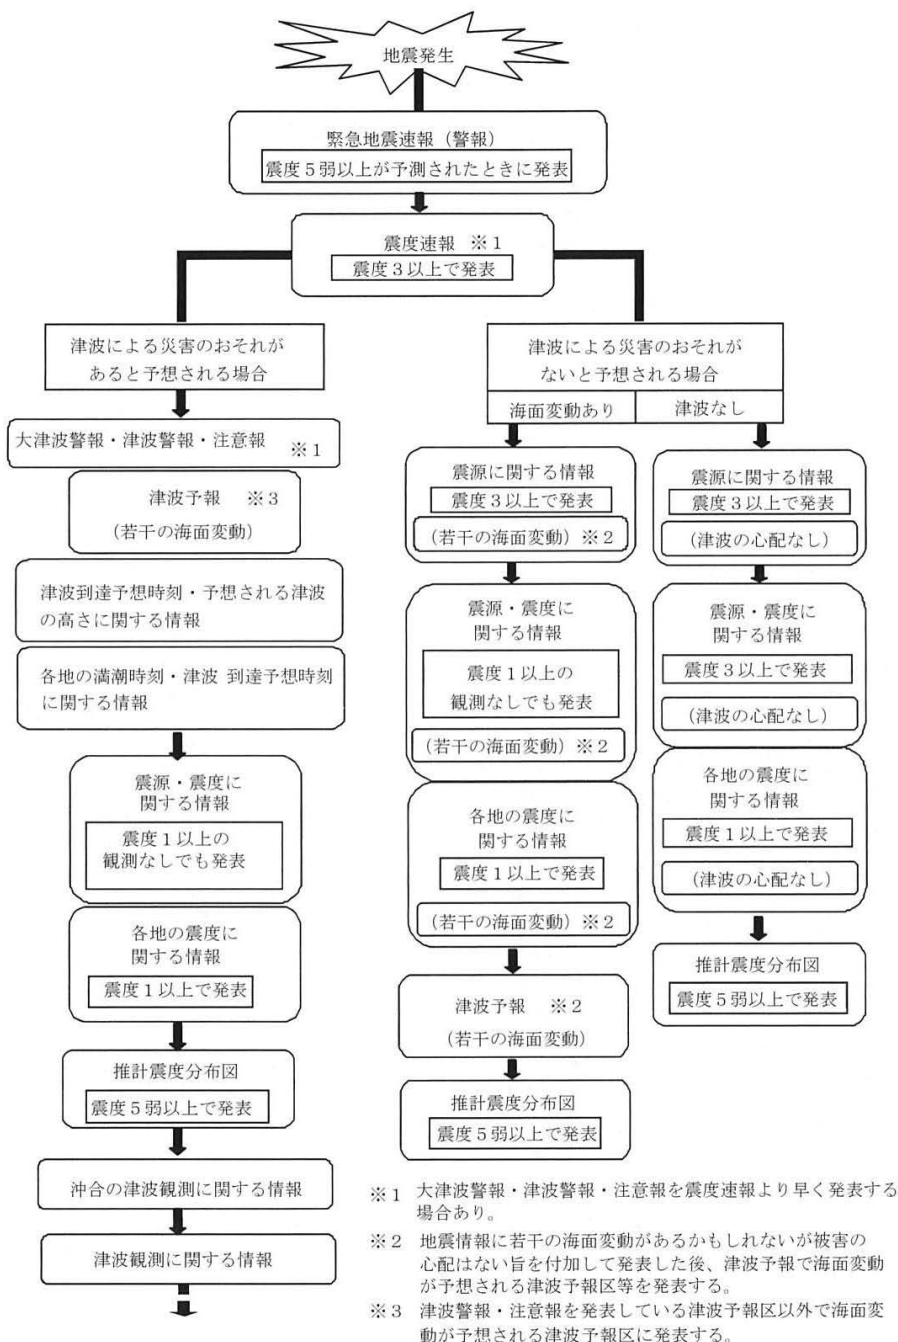 地震発生
緊急地震速報（警報）
震度５弱以上が予測されたときに発表
震度速報　※１
震度３以上で発表
津波による災害のおそれが
あると予想される場合
大津波警報・津波警報・注意報　※１
津波予報　※３
（若干の海面変動）
津波到達予想時刻・予想される津波
の高さに関する情報
各地の満潮時刻・津波 到達予想時刻
に関する情報
震源・震度に
関する情報
震度１以上の
観測なしでも発表
各地の震度に
関する情報
震度１以上で発表
推計震度分布図
震度５弱以上で発表
沖合の津波観測に関する情報
津波観測に関する情報
津波による災害のおそれが
ないと予想される場合
海面変動あり
津波なし
震源に関する情報
震度３以上で発表
（若干の海面変動）※２
震源・震度に
関する情報
震度１以上の
観測なしでも発表
（若干の海面変動）※２
各地の震度に
関する情報
震度１以上で発表
（若干の海面変動）※２
津波予報　※２
（若干の海面変動）
推計震度分布図
震度５弱以上で発表
震源に関する情報
震度３以上で発表
（津波の心配なし）
震源・震度に
関する情報
震度３以上で発表
（津波の心配なし）
各地の震度に
関する情報
震度１以上で発表
（津波の心配なし）
推計震度分布図
震度５弱以上で発表
※１　大津波警報・津波警報・注意報を震度速報より早く発表する
場合あり。
※２　地震情報に若干の海面変動があるかもしれないが被害の
心配はない旨を付加して発表した後、津波予報で海面変動
が予想される津波予報区等を発表する。
※３　津波警報・注意報を発表している津波予報区以外で海面変
動が予想される津波予報区に発表する。